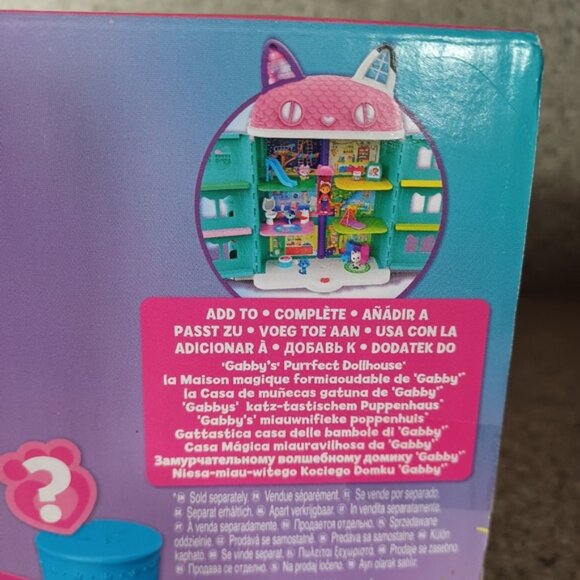 ?
ADD TO • COMPLÈTE • AÑÁDIR A
PASST ZU • VOEG TOE AAN • USA CON LA
ADICIONAR À • ДОБАВЬ К • DODATEK DO
'Gabby's' Purrfect Dollhouse*
la Maison magique formiaoudable de 'Gabby'*
la Casa de muñecas gatuna de 'Gabby'*
'Gabbys' katz-tastischem Puppenhaus*
'Gabby's' miauwnifieke poppenhuis*
Gattastica casa delle bambole di 'Gabby'*
Casa Mágica miauravilhosa da 'Gabby'*
Замурчательному волшебному домику 'Gabby'*
Niesa-miau-witego Kociego Domku 'Gabby'*
* Sold separately. Vendue séparément. Se vende por separado.
Separat erhältlich. Apart verkrijgbaar. In vendita separatamente.
À venda separadamente. Продается отдельно. Sprzedawane
oddzielnie. Prodává se samostatně. Predáva sa samostatne. Külön
kapható. Se vinde separat. Πωλείται ξεχωριστά. Prodaje se zasebno.
Продава се отделно. Na prodaj ločeno. Ayrı olarak satılır.